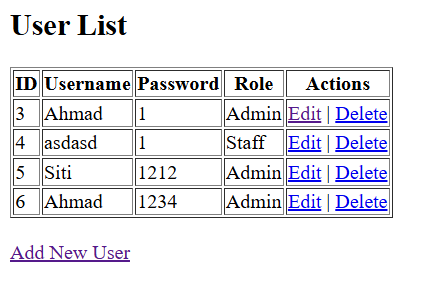 User List
ID Username Password Role Actions
3 Ahmad 1 Admin Edit | Delete
4 asdasd 1 Staff Edit | Delete
5 Siti 1212 Admin Edit | Delete
6 Ahmad 1234 Admin Edit | Delete
Add New User